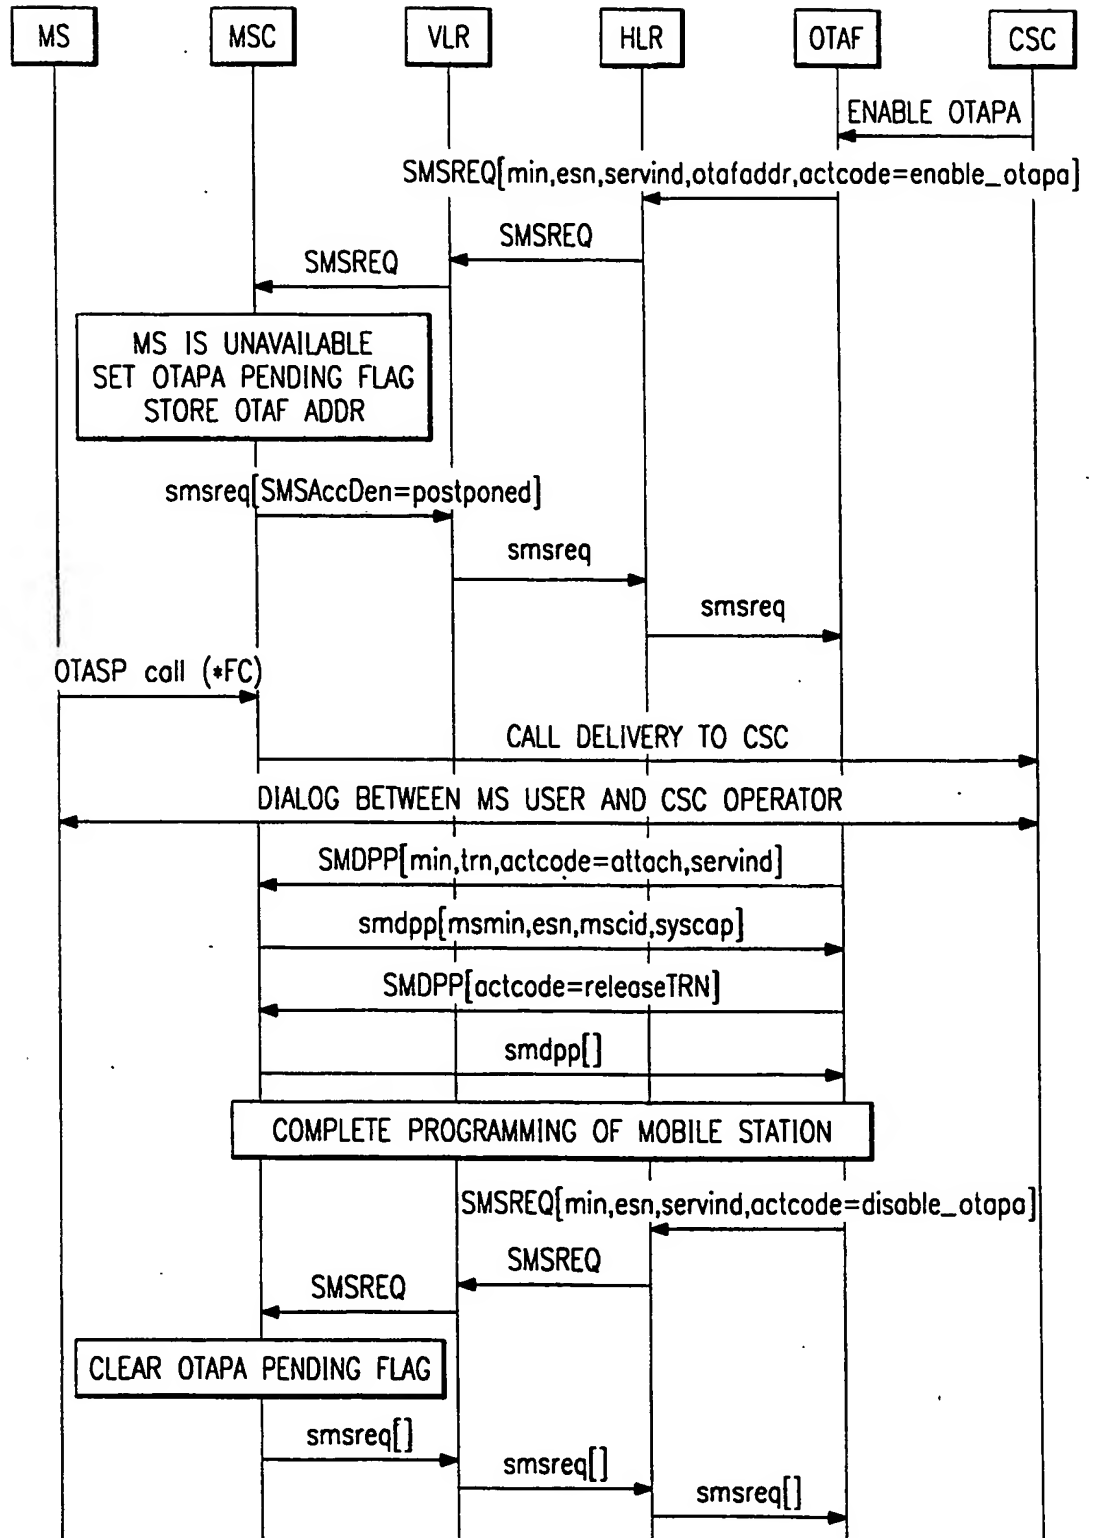 MS MSC VLR HLR OTAF CSC
ENABLE OTAPA
SMSREQ[min,esn,servind,otafaddr,actcode=enable_otapa]
SMSREQ
SMSREQ
MS IS UNAVAILABLE
SET OTAPA PENDING FLAG
STORE OTAF ADDR
smsreq[SMSAccDen=postponed]
smsreq
smsreq
OTASP call (*FC)
CALL DELIVERY TO CSC
DIALOG BETWEEN MS USER AND CSC OPERATOR
SMDPP[min,trn,actcode=attach,servind]
smdpp[msmin,esn,mscid,syscap]
SMDPP[actcode=releaseTRN]
smdpp[]
COMPLETE PROGRAMMING OF MOBILE STATION
SMSREQ[min,esn,servind,actcode=disable_otapa]
SMSREQ
SMSREQ
CLEAR OTAPA PENDING FLAG
smsreq[]
smsreq[]
smsreq[]